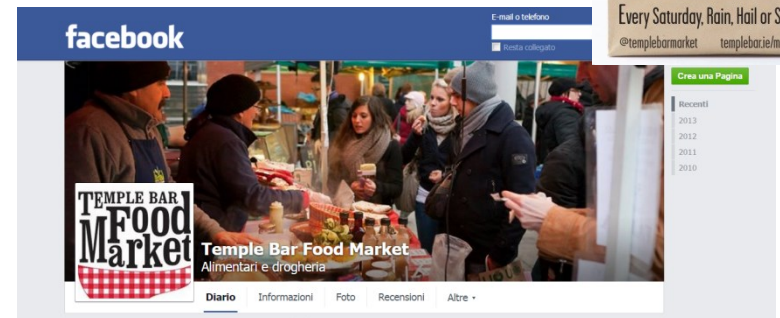 Every Saturday, Rain, Hail or S
@templebarmarket templebar.ie/m
facebook
E-mail o telefono
Resta collegato
Crea una Pagina
Recenti
2013
2012
2011
2010
TEMPLE BAR
FOOD
Market
Temple Bar Food Market
Alimentari e drogheria
Diario Informazioni Foto Recensioni Altre